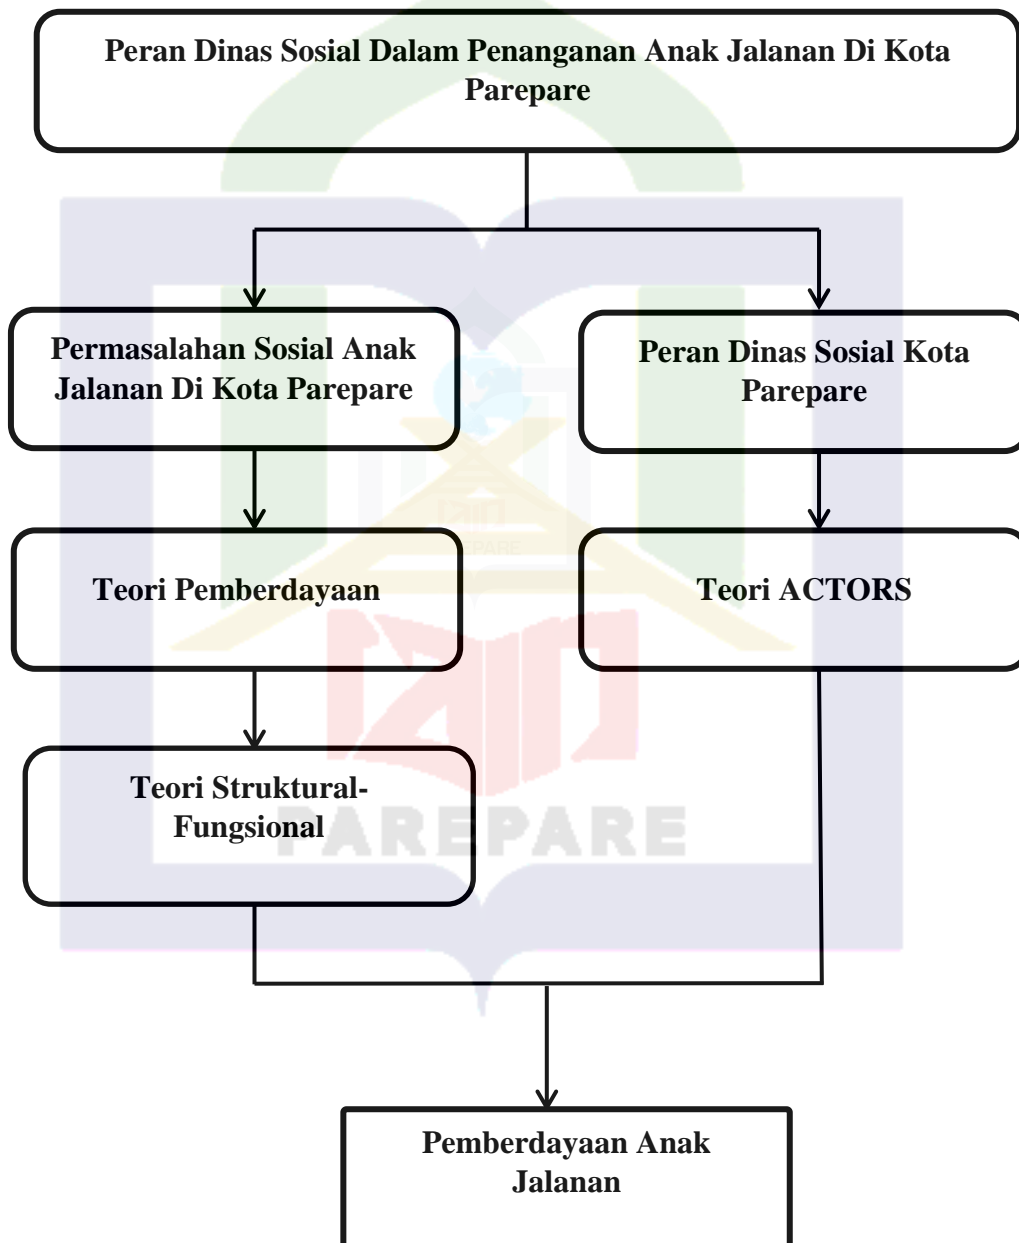 Peran Dinas Sosial Dalam Penanganan Anak Jalanan Di Kota
Parepare
Permasalahan Sosial Anak
Jalanan Di Kota Parepare
Peran Dinas Sosial Kota
Parepare
Teori Pemberdayaan
Teori ACTORS
Teori Struktural-
Fungsional
PAREPARE
Pemberdayaan Anak
Jalanan